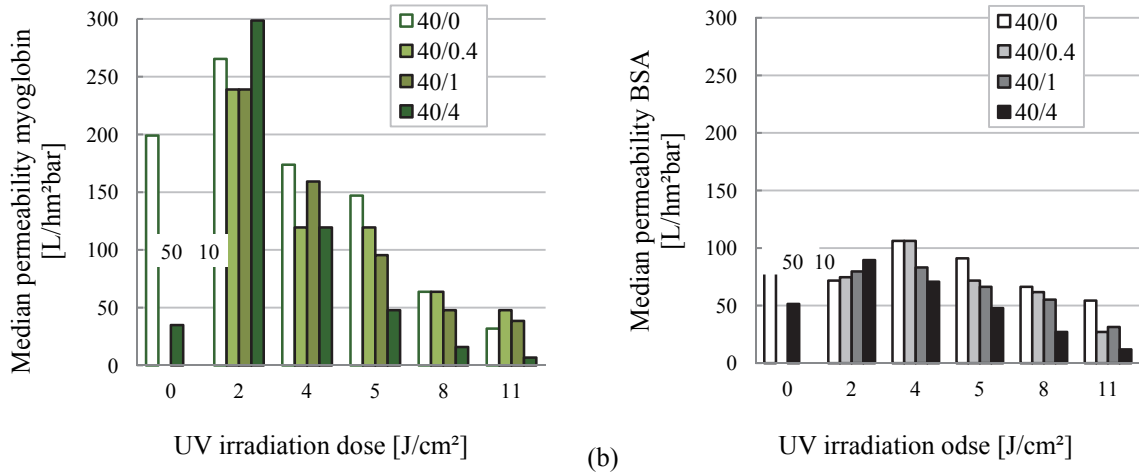 Median permeability myoglobin
[L/hm²bar]
300
250
200
150
100
50
0
50 10
40/0
40/0.4
40/1
40/4
0 2 4 5 8 11
UV irradiation dose [J/cm²]
(b)
Median permeability BSA
[L/hm²bar]
300
250
200
150
100
50
0
50 10
40/0
40/0.4
40/1
40/4
0 2 4 5 8 11
UV irradiation odse [J/cm²]